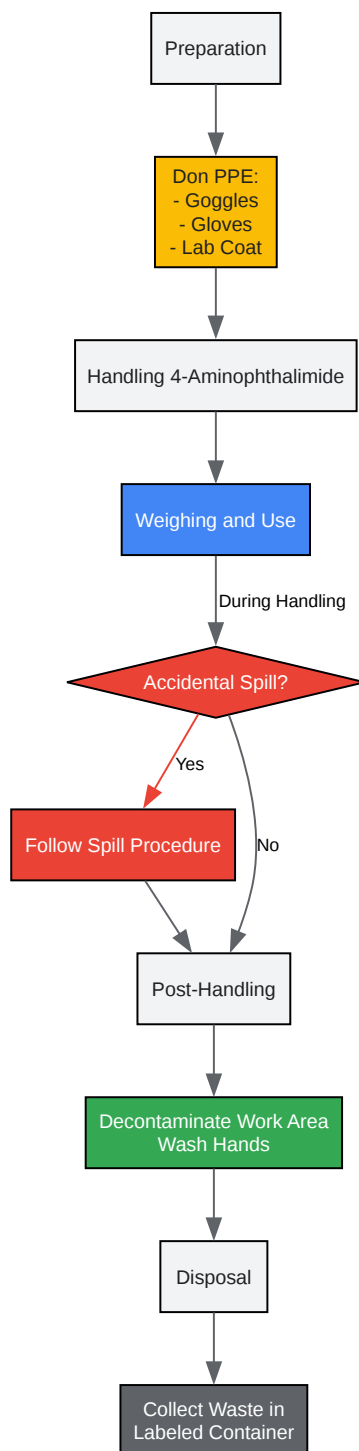 Preparation
Don PPE:
- Goggles
- Gloves
- Lab Coat
Handling 4-Aminophthalimide
Weighing and Use
During Handling
Accidental Spill?
Yes
Follow Spill Procedure
No
Post-Handling
Decontaminate Work Area
Wash Hands
Disposal
Collect Waste in
Labeled Container